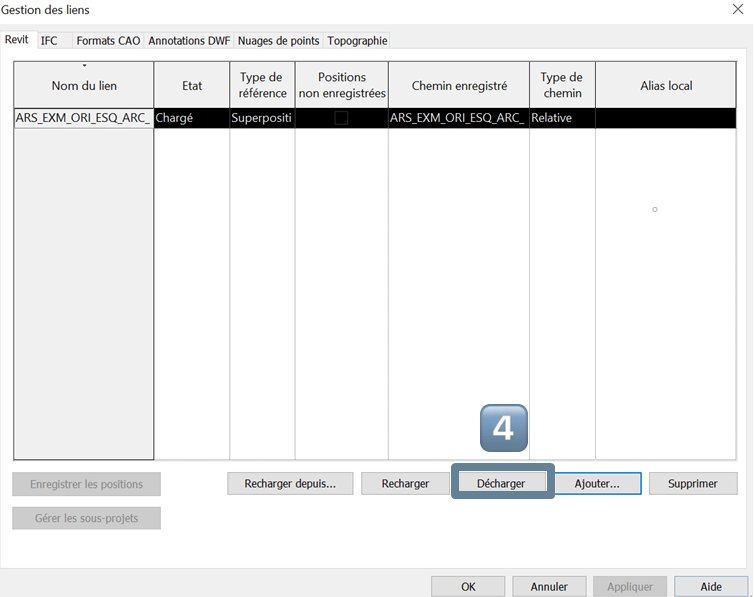 Gestion des liens
Revit IFC Formats CAO Annotations DWF Nuages de points Topographie
Nom du lien Etat Type de référence Positions non enregistrées Chemin enregistré Type de chemin Alias local
ARS_EXM_ORI_ESQ_ARC_ Chargé Superpositi ARS_EXM_ORI_ESQ_ARC_ Relative
4
Enregistrer les positions Recharger depuis... Recharger Décharger Ajouter... Supprimer
Gérer les sous-projets
OK Annuler Appliquer Aide